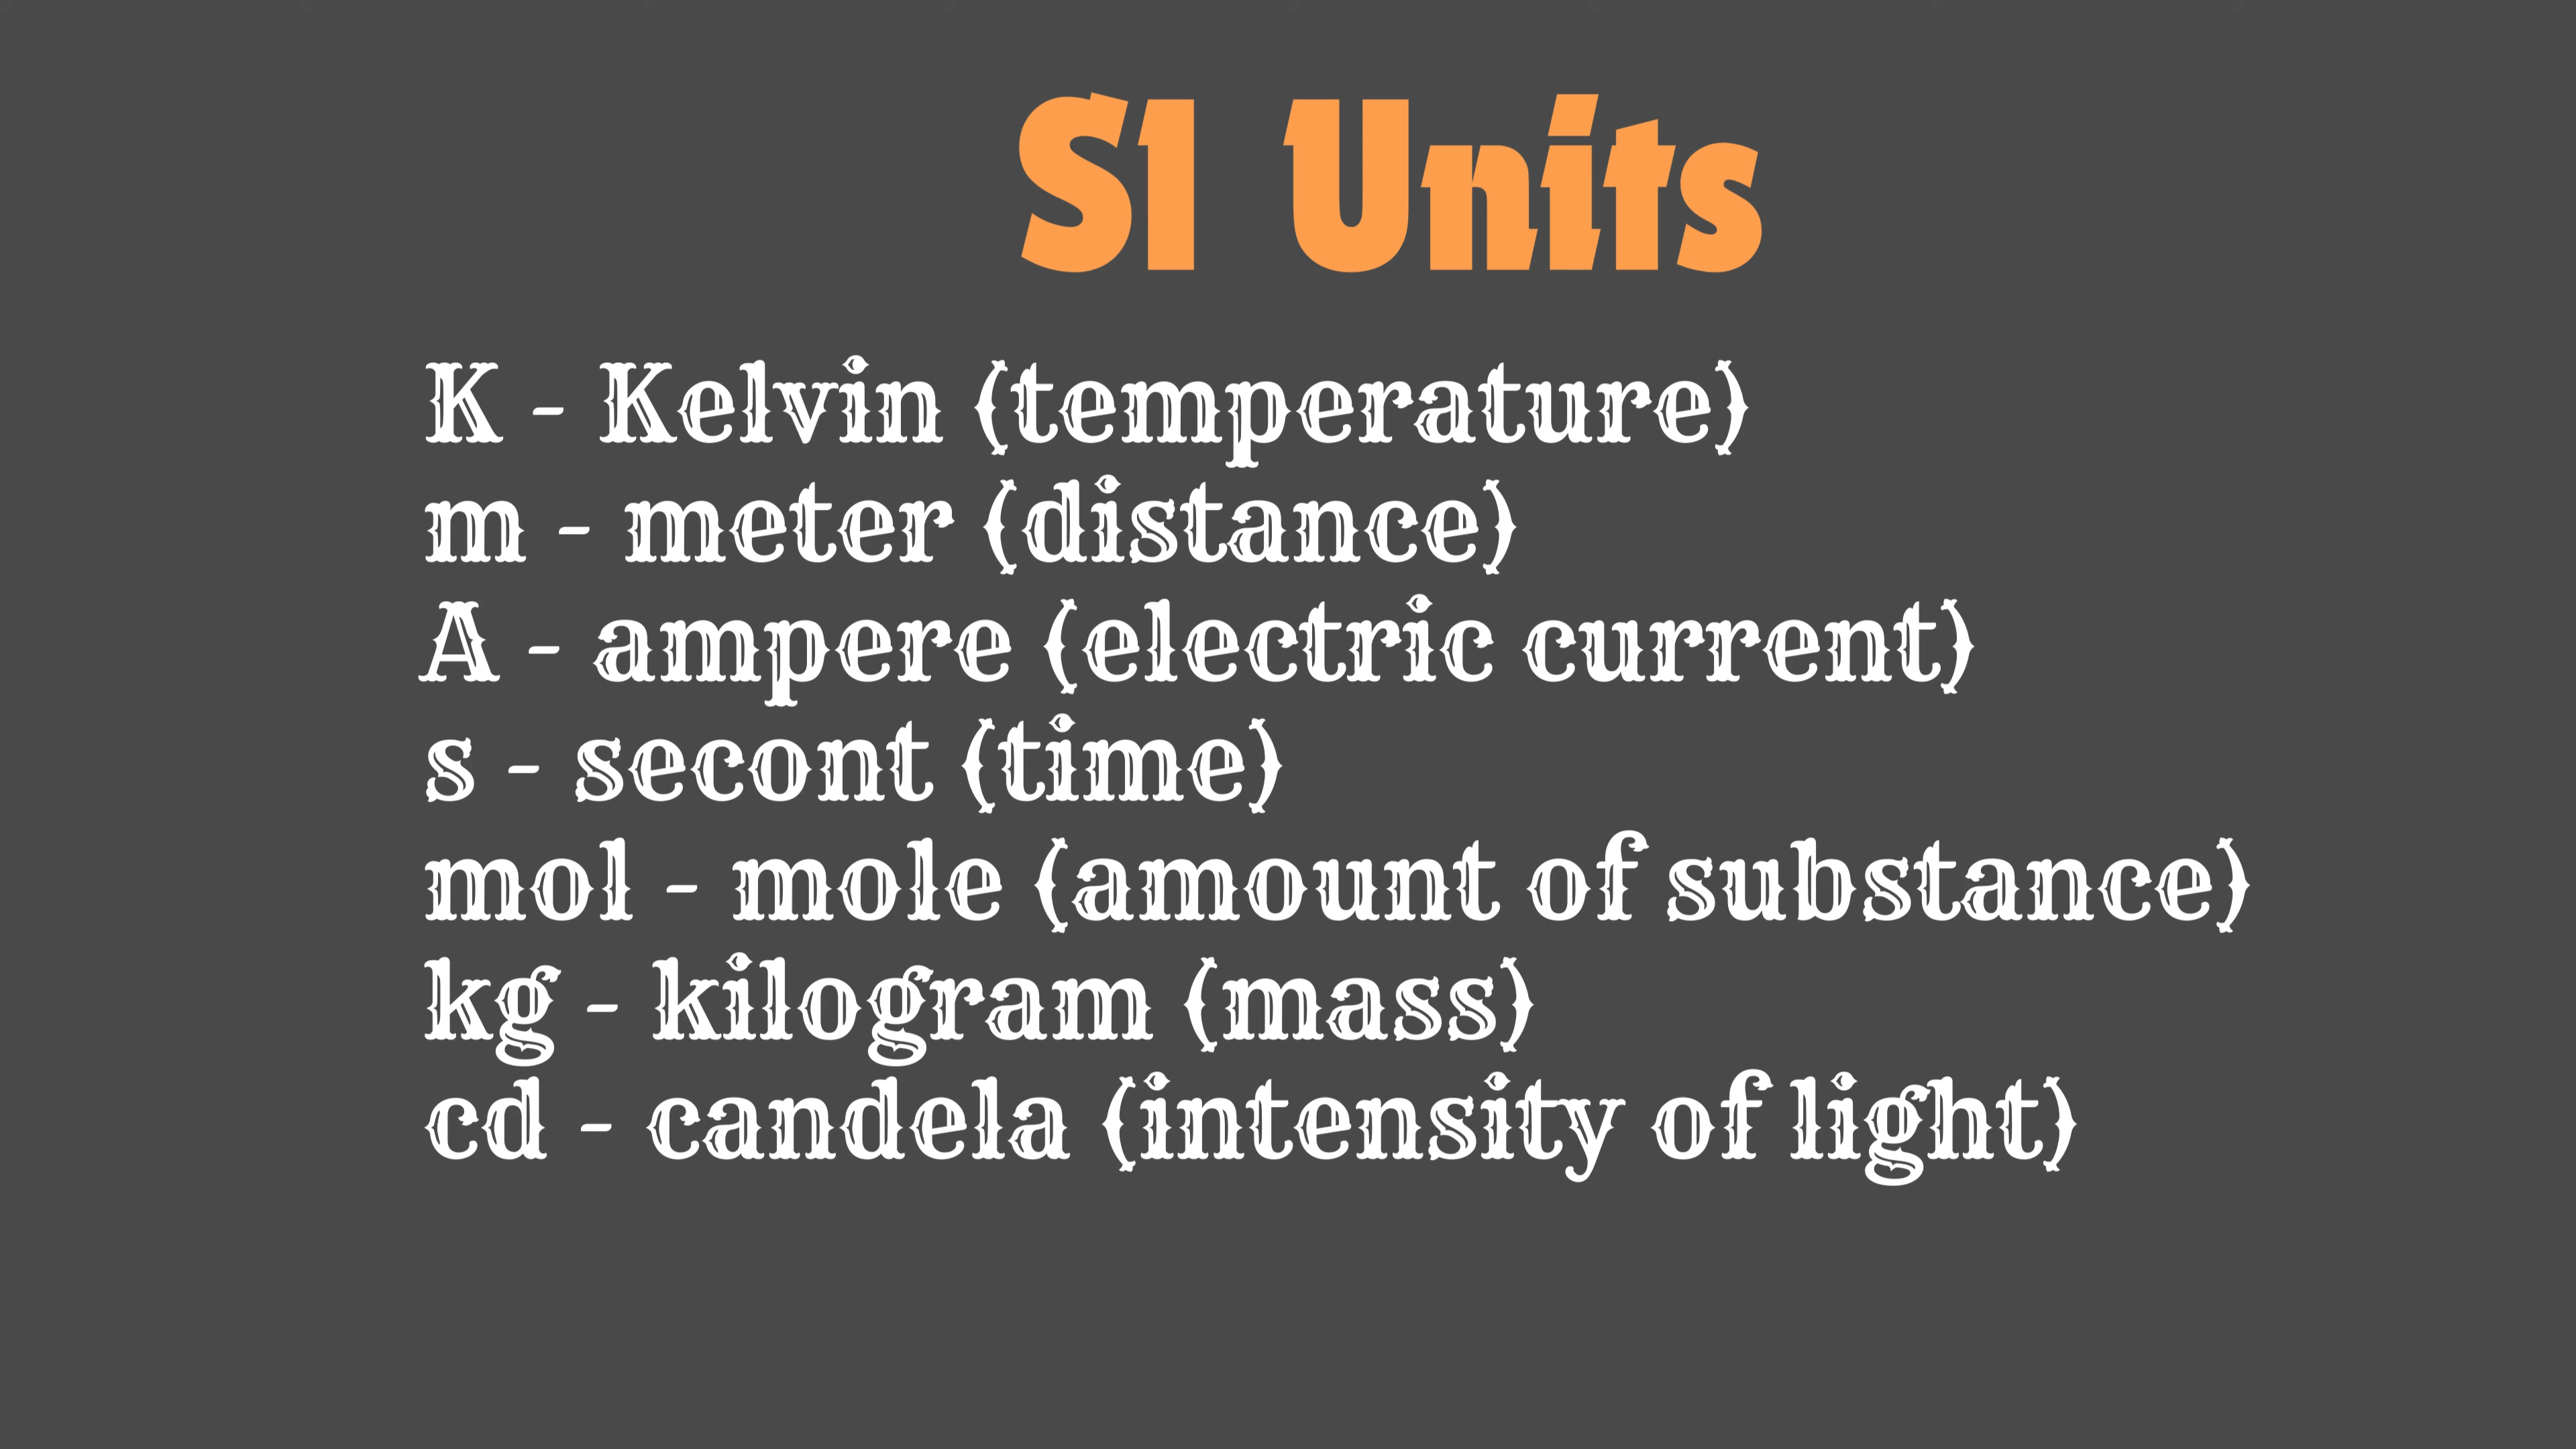 SI Units
K - Kelvin (temperature)
m - meter (distance)
A - ampere (electric current)
s - secont (time)
mol - mole (amount of substance)
kg - kilogram (mass)
cd - candela (intensity of light)